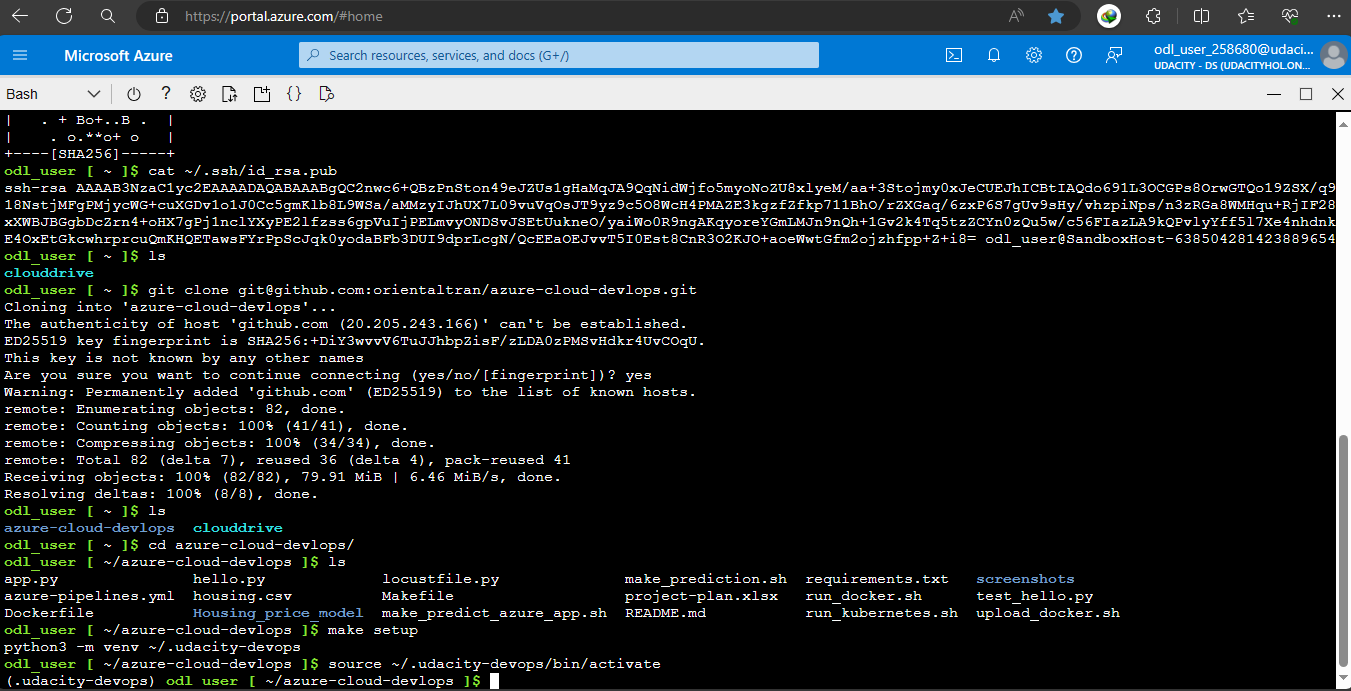 https://portal.azure.com/#home
Microsoft Azure
Search resources, services, and docs (G+/)
odl_user_258680@udaci...
UDACITY - DS (UDACITYHOL.ON...
Bash
|    . + Bo+..B .  |
|     . o.**o+ o   |
+----[SHA256]-----+
odl_user [ ~ ]$ cat ~/.ssh/id_rsa.pub
ssh-rsa AAAAB3NzaC1yc2EAAAADAQABAAABgQC2nwc6+QBzPnSton49eJZUs1gHaMqJA9QqNidWjfo5myoNoZU8xlyeM/aa+3Stojmy0xJeCUEJhICBtIAQdo691L3OCGPs8OrwGTQo19ZSX/q9
18NstjMFgPMjycWG+cuXGDv1o1J0Cc5gmKlb8L9WSa/aMMzyIJhUX7L09vuVqOsJT9yz9c5O8WcH4PMAZE3kgzfZfkp711BhO/rZXGaq/6zxP6S7gUv9sHy/vhzpiNps/n3zRGa8WMHqu+RjIF28
xXWBJBGgbDcZrn4+oHX7gPj1nclYXyPE2lfzss6gpVuIjPELmvyONDSvJSEtUukneO/yaiWo0R9ngAKqyoreYGmLMJn9nQh+1Gv2k4Tq5tzZCYn0zQu5w/c56FIazLA9kQPvlyYff5l7Xe4nhdnk
E4OxEtGkcwhrprcuQmKHQETawsFYrPpScJqk0yodaBFb3DUI9dprLcgN/QcEEaOEJvvT5I0Est8CnR3O2KJO+aoeWwtGfm2ojzhfpp+Z+i8= odl_user@SandboxHost-638504281423889654
odl_user [ ~ ]$ ls
clouddrive
odl_user [ ~ ]$ git clone git@github.com:orientaltran/azure-cloud-devlops.git
Cloning into 'azure-cloud-devlops'...
The authenticity of host 'github.com (20.205.243.166)' can't be established.
ED25519 key fingerprint is SHA256:+DiY3wvvV6TuJJhbpZisF/zLDA0zPMSvHdkr4UvCOqU.
This key is not known by any other names
Are you sure you want to continue connecting (yes/no/[fingerprint])? yes
Warning: Permanently added 'github.com' (ED25519) to the list of known hosts.
remote: Enumerating objects: 82, done.
remote: Counting objects: 100% (41/41), done.
remote: Compressing objects: 100% (34/34), done.
remote: Total 82 (delta 7), reused 36 (delta 4), pack-reused 41
Receiving objects: 100% (82/82), 79.91 MiB | 6.46 MiB/s, done.
Resolving deltas: 100% (8/8), done.
odl_user [ ~ ]$ ls
azure-cloud-devlops  clouddrive
odl_user [ ~ ]$ cd azure-cloud-devlops/
odl_user [ ~/azure-cloud-devlops ]$ ls
app.py               hello.py             locustfile.py              make_prediction.sh  requirements.txt   screenshots
azure-pipelines.yml  housing.csv          Makefile                   project-plan.xlsx   run_docker.sh      test_hello.py
Dockerfile           Housing_price_model  make_predict_azure_app.sh  README.md           run_kubernetes.sh  upload_docker.sh
odl_user [ ~/azure-cloud-devlops ]$ make setup
python3 -m venv ~/.udacity-devops
odl_user [ ~/azure-cloud-devlops ]$ source ~/.udacity-devops/bin/activate
(.udacity-devops) odl_user [ ~/azure-cloud-devlops ]$